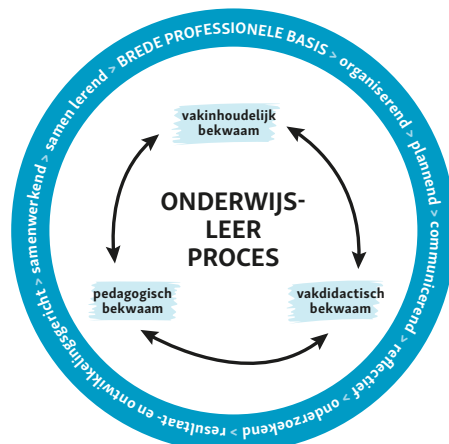 BREDE PROFESSIONELE BASIS > organiserend > plannend > communicerend > reflectief > onderzoekend > resultaat- en ontwikkelingsgericht > samenwerkend > samen lerend >
vakinhoudelijk
bekwaam
ONDERWIJS-
LEER
PROCES
pedagogisch
bekwaam
vakdidactisch
bekwaam